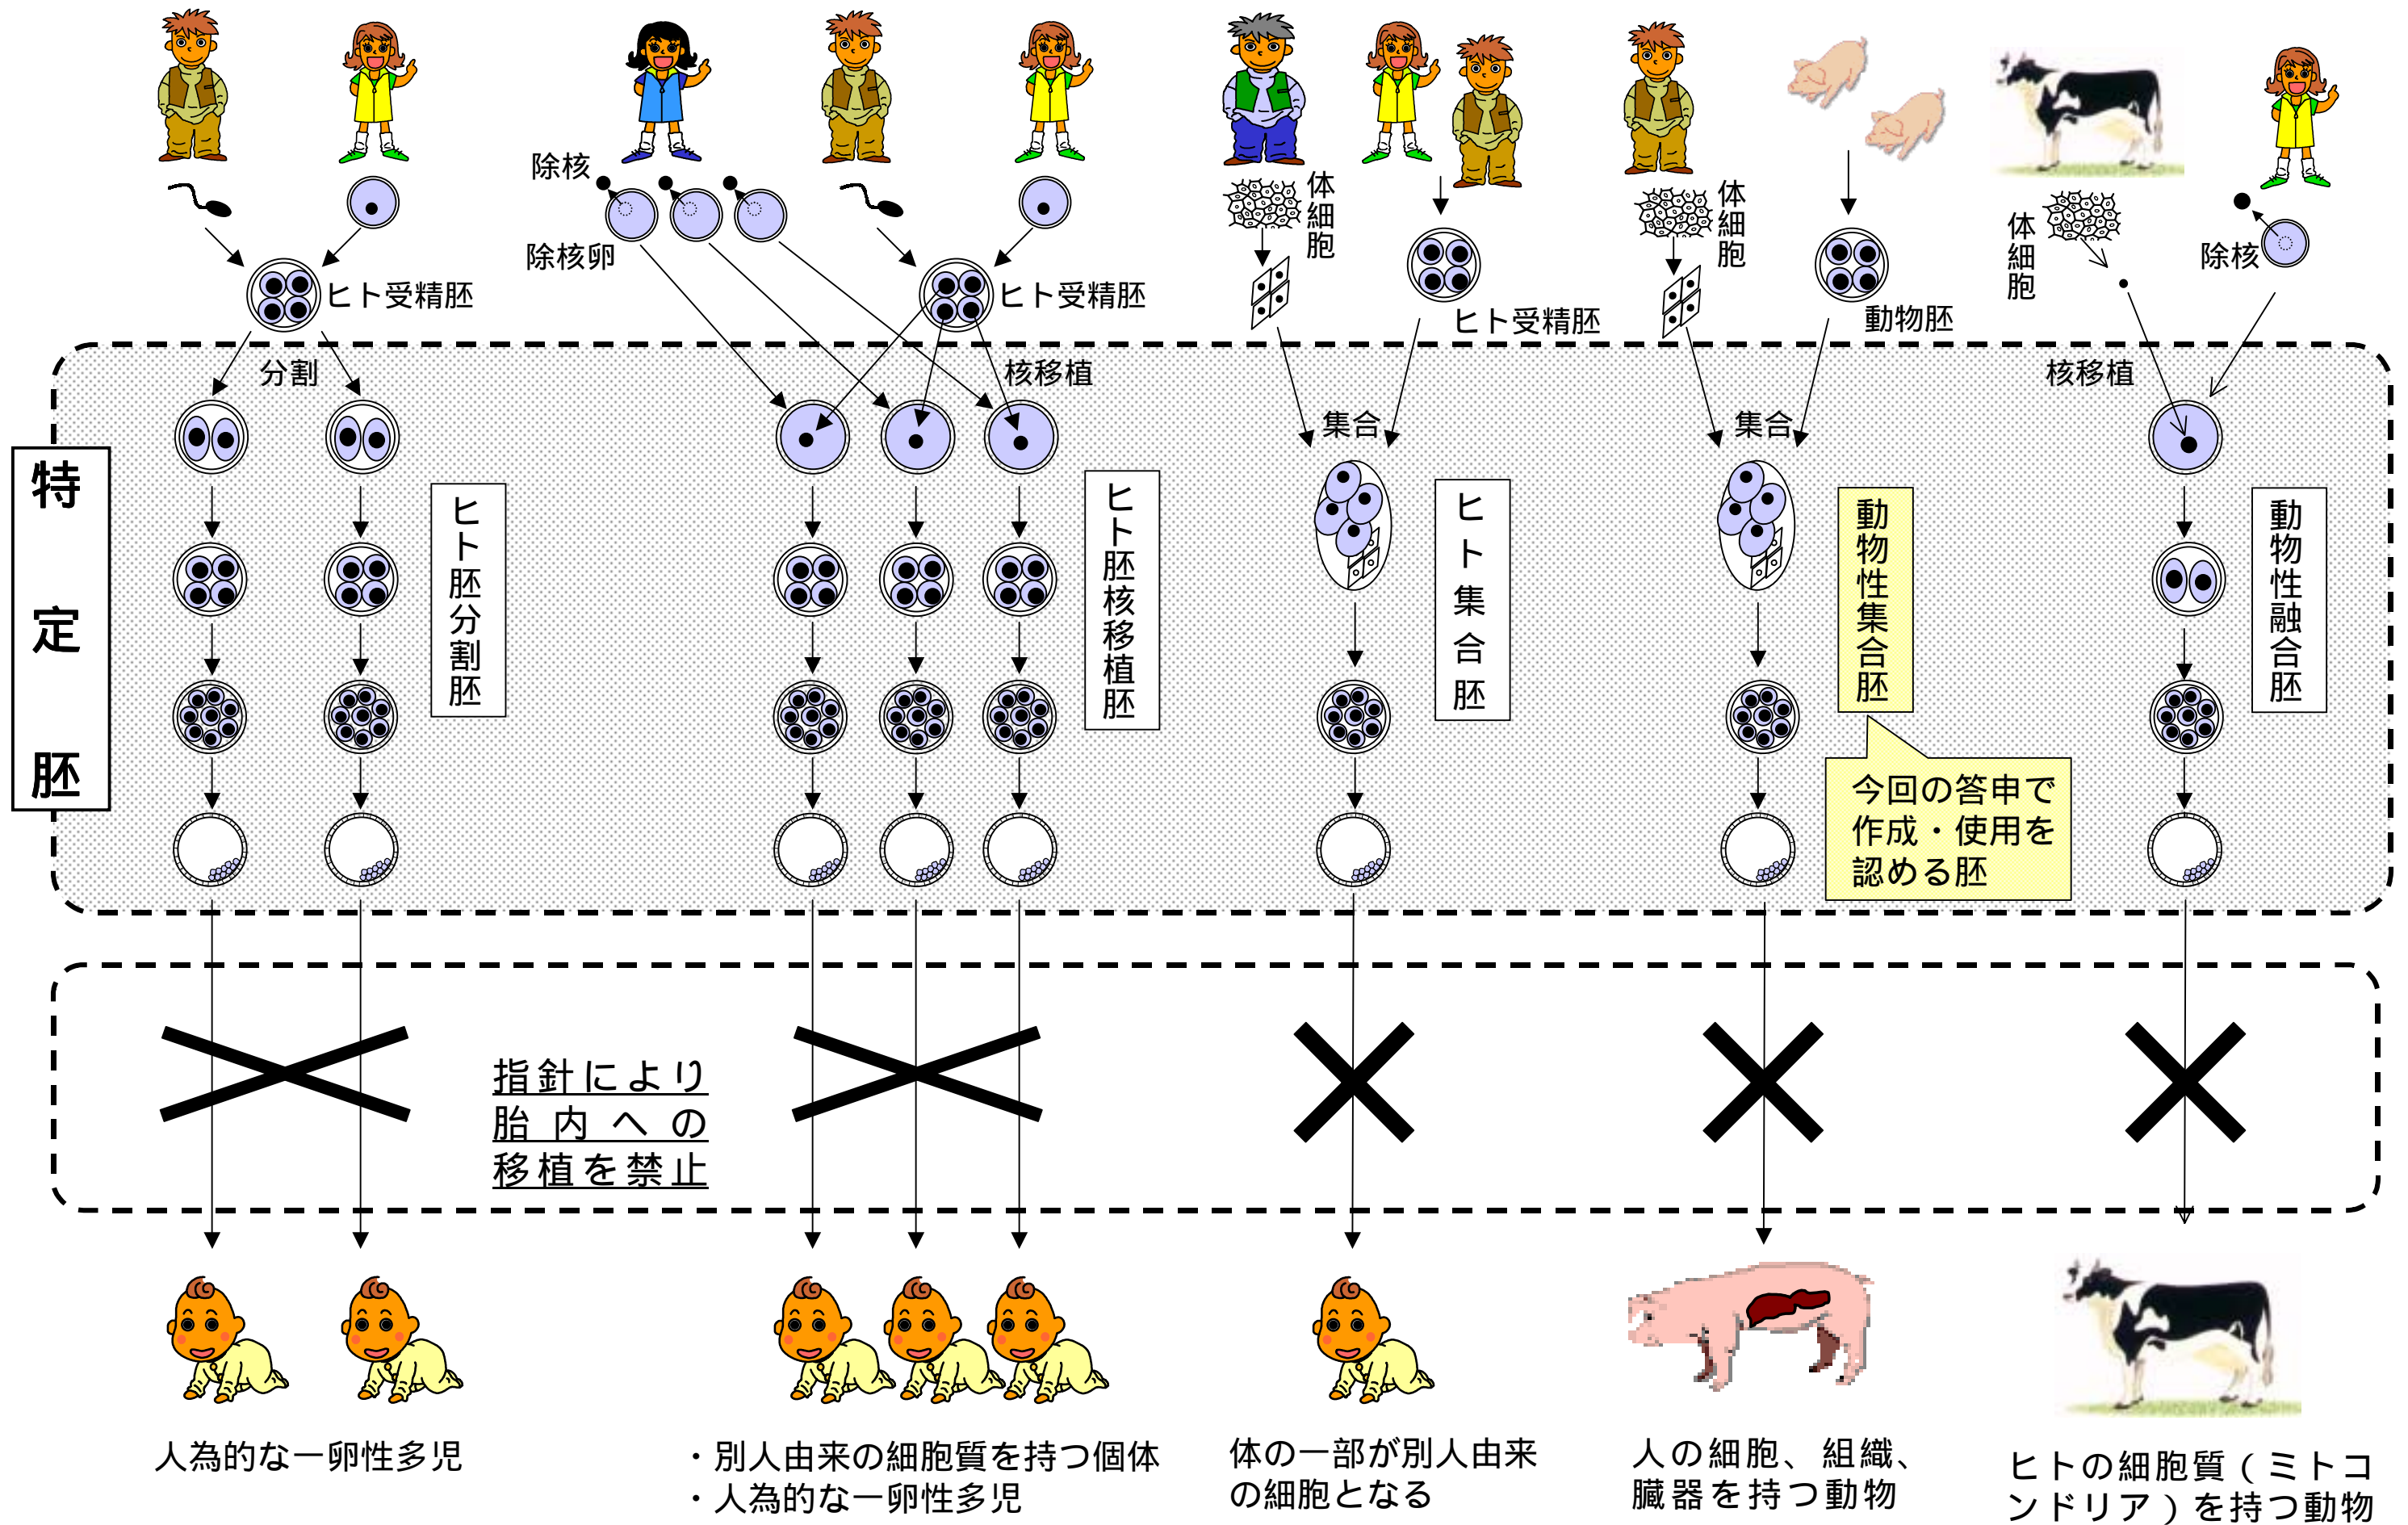 除核
除核卵
ヒト受精胚
ヒト受精胚
体細胞
ヒト受精胚
体細胞
動物胚
体細胞
除核
分割
核移植
集合
集合
核移植
特定胚
ヒト胚分割胚
ヒト胚核移植胚
ヒト集合胚
動物性集合胚
動物性融合胚
今回の答申で
作成・使用を
認める胚
指針により
胎内への
移植を禁止
人為的な一卵性多児
・別人由来の細胞質を持つ個体
・人為的な一卵性多児
体の一部が別人由来
の細胞となる
人の細胞、組織、
臓器を持つ動物
ヒトの細胞質（ミトコ
ンドリア）を持つ動物